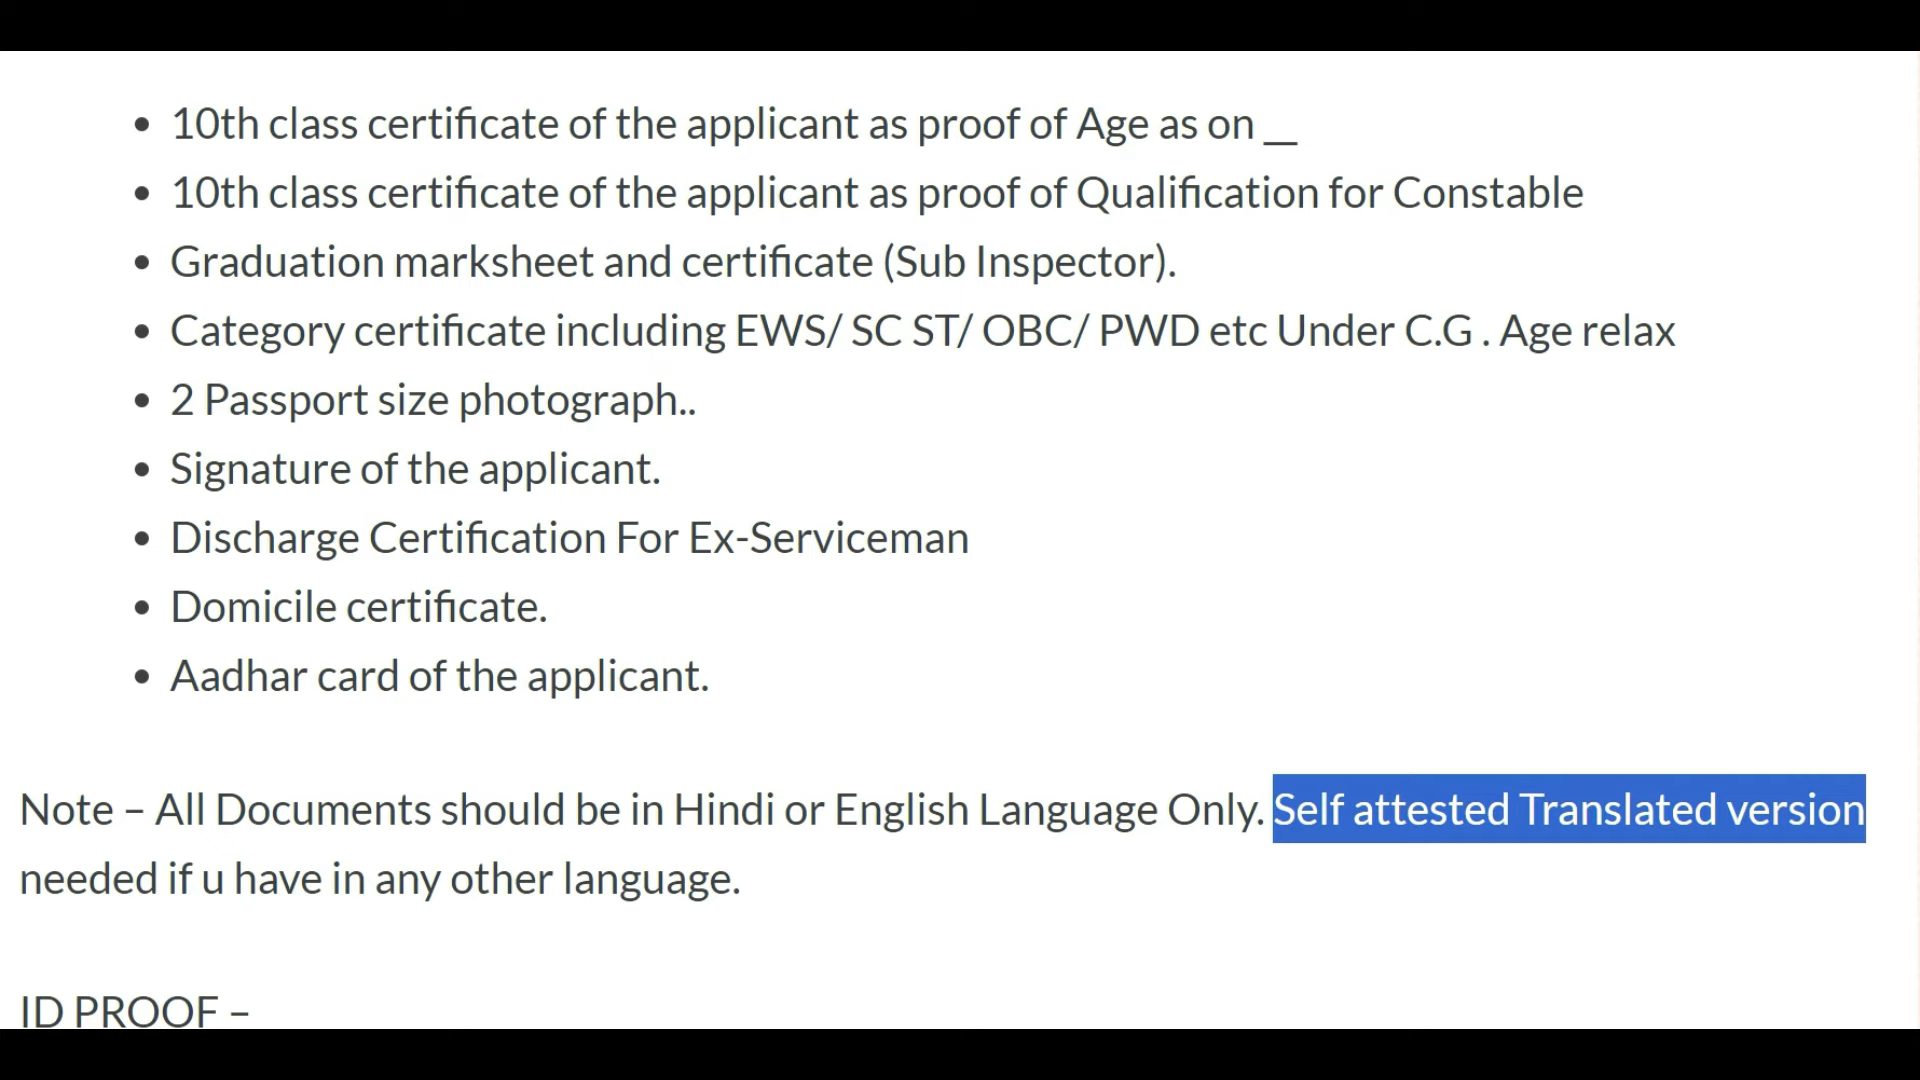 • 10th class certificate of the applicant as proof of Age as on __
• 10th class certificate of the applicant as proof of Qualification for Constable
• Graduation marksheet and certificate (Sub Inspector).
• Category certificate including EWS/ SC ST/ OBC/ PWD etc Under C.G . Age relax
• 2 Passport size photograph..
• Signature of the applicant.
• Discharge Certification For Ex-Serviceman
• Domicile certificate.
• Aadhar card of the applicant.
Note – All Documents should be in Hindi or English Language Only. Self attested Translated version
needed if u have in any other language.
ID PROOF –